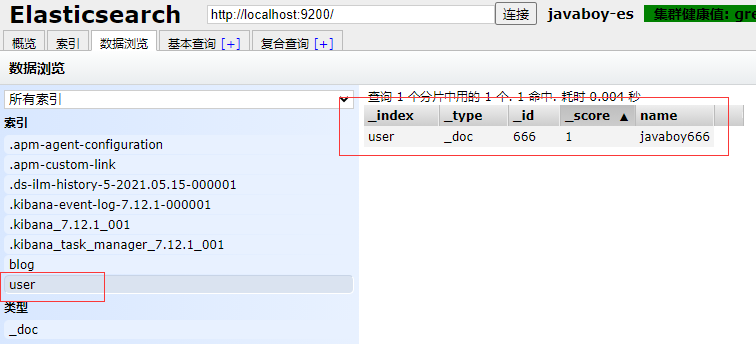 Elasticsearch http://localhost:9200/ 连接 javaboy-es 集群健康值: gre
概览 索引 数据浏览 基本查询 [+] 复合查询 [+]
数据浏览
所有索引
索引
.apm-agent-configuration
.apm-custom-link
.ds-ilm-history-5-2021.05.15-000001
.kibana-event-log-7.12.1-000001
.kibana_7.12.1_001
.kibana_task_manager_7.12.1_001
blog
user
类型
_doc
查询 1 个分片中用的 1 个. 1 命中. 耗时 0.004 秒
_index _type _id _score ▲ name
user _doc 666 1 javaboy666